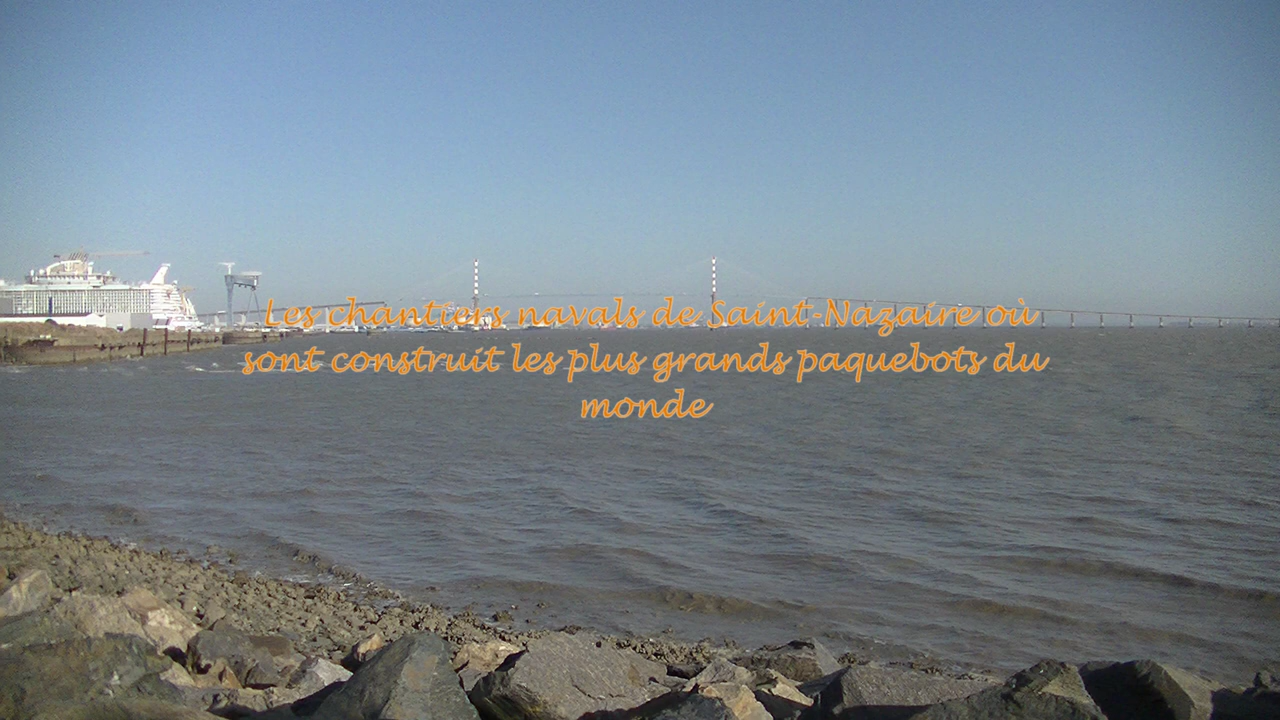 Les chantiers navals de Saint-Nazaire où
sont construit les plus grands paquebots du
monde